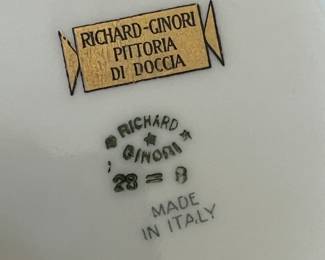 RICHARD-GINORI
PITTORIA
DI DOCCIA
RICHARD
GINORI
28 = 8
MADE
IN ITALY